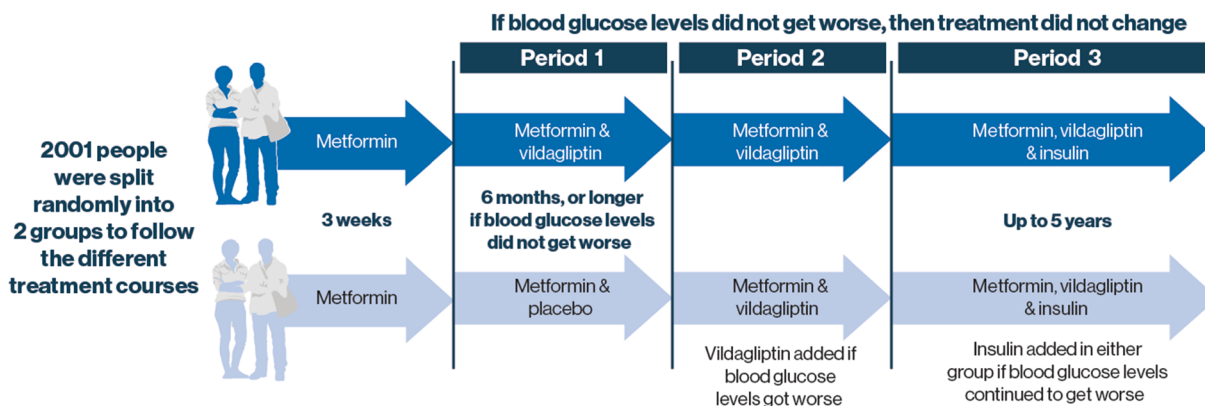 If blood glucose levels did not get worse, then treatment did not change
Period 1
Period 2
Period 3
2001 people
were split
randomly into
2 groups to follow
the different
treatment courses
Metformin
Metformin &
vildagliptin
Metformin &
vildagliptin
Metformin, vildagliptin
& insulin
3 weeks
6 months, or longer
if blood glucose levels
did not get worse
Up to 5 years
Metformin
Metformin &
placebo
Metformin &
vildagliptin
Metformin, vildagliptin
& insulin
Vildagliptin added if
blood glucose
levels got worse
Insulin added in either
group if blood glucose levels
continued to get worse